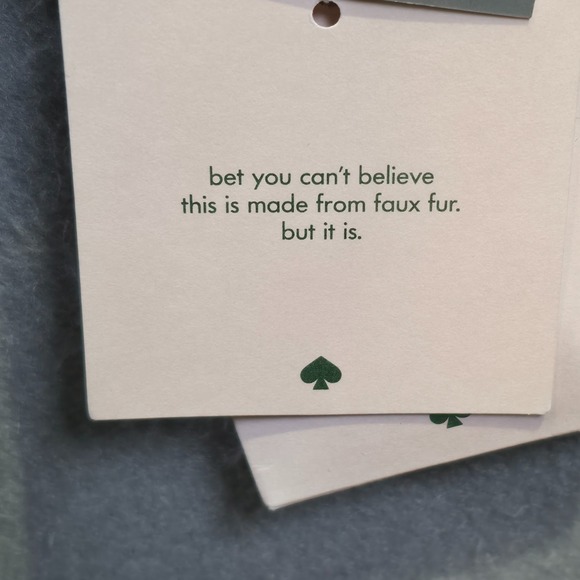 bet you can't believe
this is made from faux fur.
but it is.